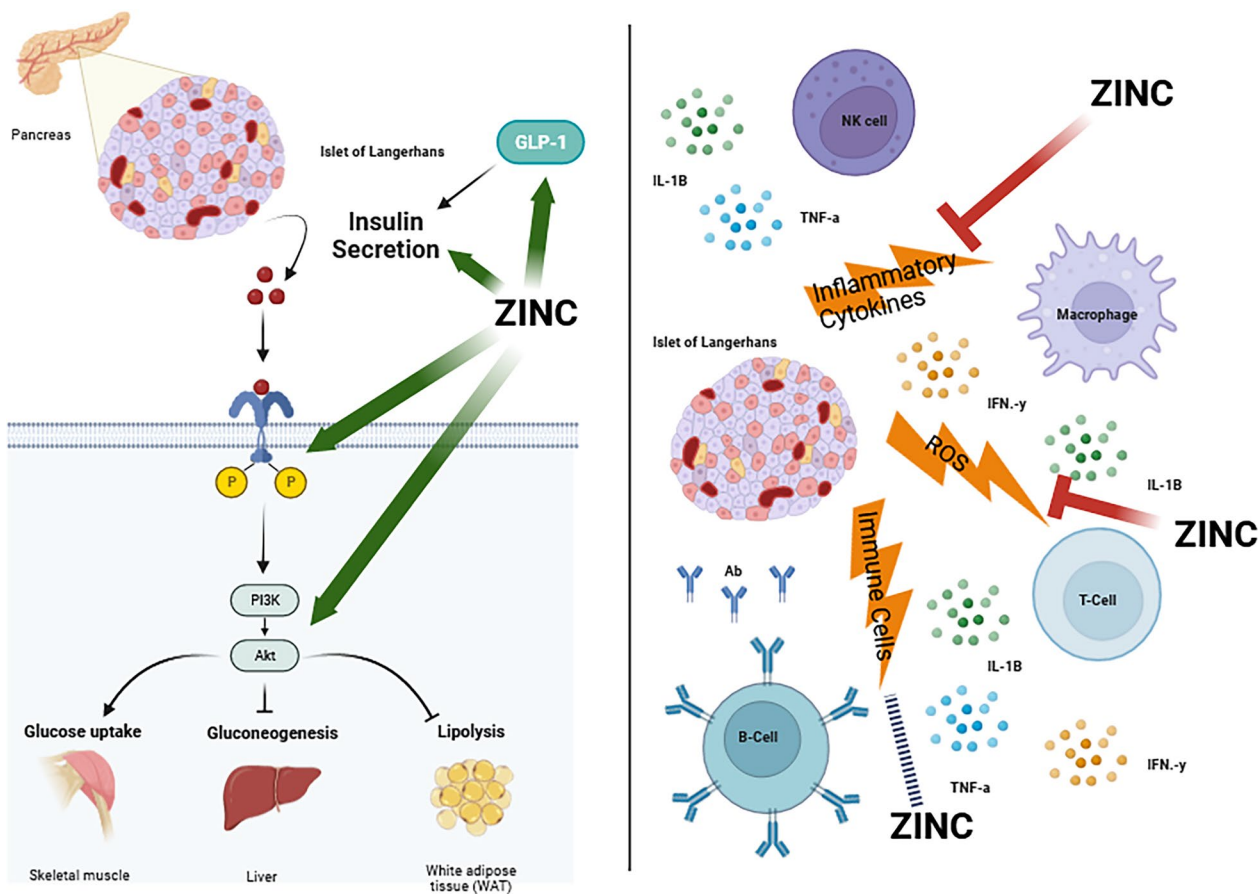 Pancreas
Islet of Langerhans
GLP-1
Insulin
Secretion
ZINC
P
P
PI3K
Akt
Glucose uptake
Gluconeogenesis
Lipolysis
Skeletal muscle
Liver
White adipose
tissue (WAT)
NK cell
ZINC
IL-1B
TNF-a
Inflammatory
Cytokines
Macrophage
Islet of Langerhans
IFN.-y
ROS
IL-1B
ZINC
Immune Cells
Ab
T-Cell
IL-1B
B-Cell
TNF-a
IFN.-y
ZINC